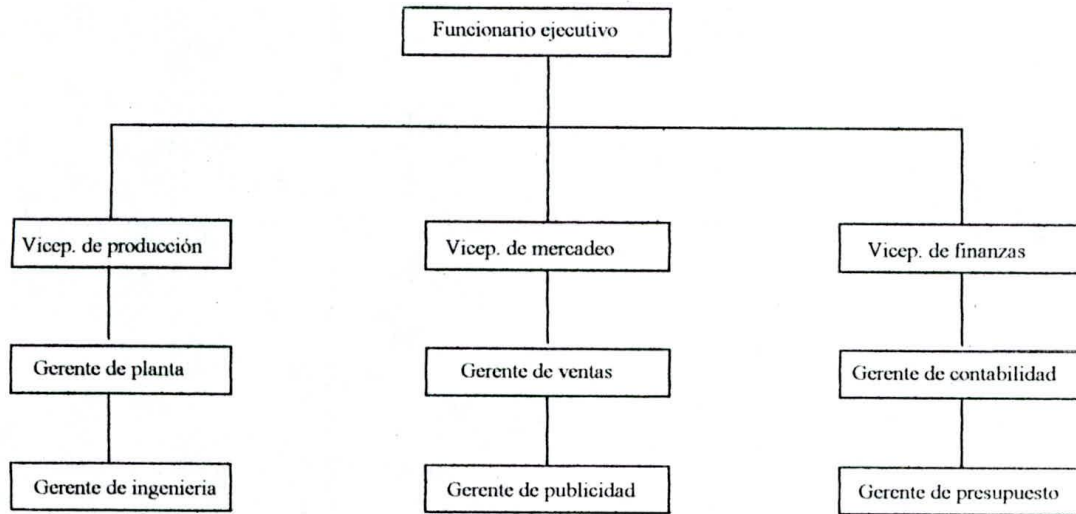 Funcionario ejecutivo
Vicep. de producción
Vicep. de mercadeo
Vicep. de finanzas
Gerente de planta
Gerente de ventas
Gerente de contabilidad
Gerente de ingenieria
Gerente de publicidad
Gerente de presupuesto